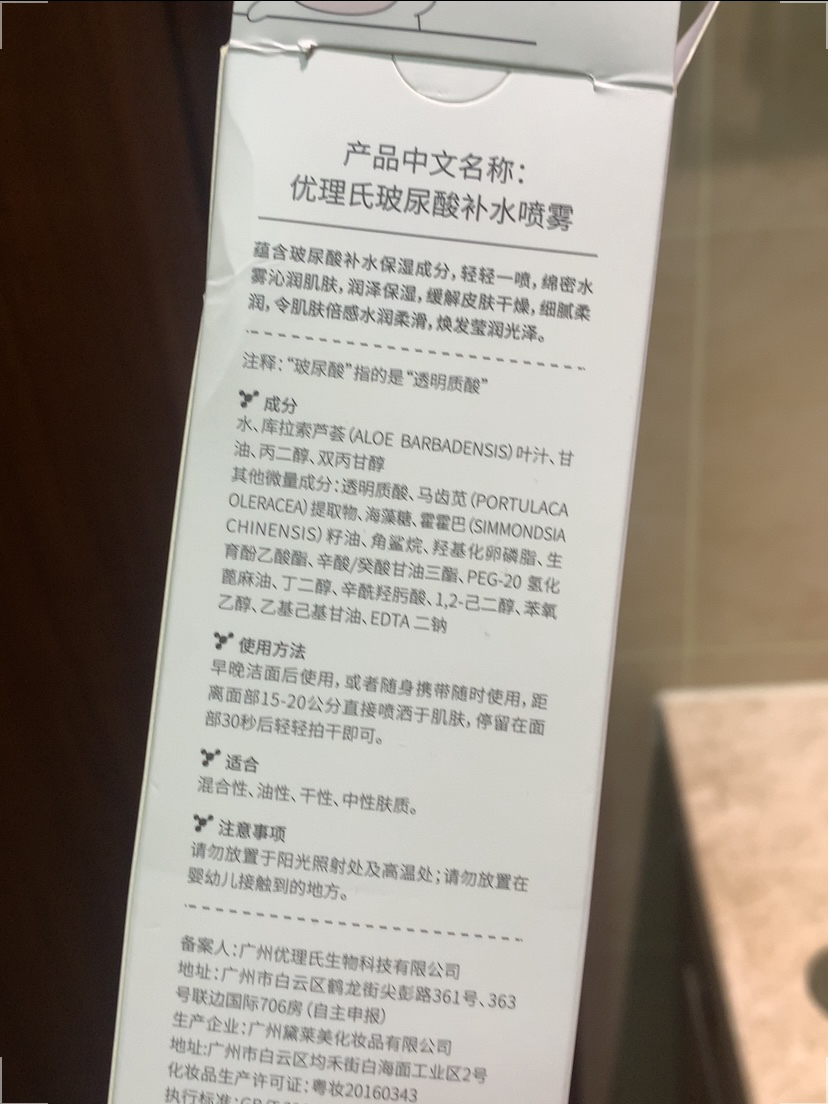 产品中文名称：
优理氏玻尿酸补水喷雾
蕴含玻尿酸补水保湿成分，轻轻一喷，绵密水
雾沁润肌肤，润泽保湿，缓解皮肤干燥，细腻柔
润，令肌肤倍感水润柔滑，焕发莹润光泽。
注释：“玻尿酸”指的是“透明质酸”
成分
水、库拉索芦荟（ALOE BARBADENSIS）叶汁、甘
油、丙二醇、双丙甘醇
其他微量成分：透明质酸、马齿苋（PORTULACA
OLERACEA）提取物、海藻糖、霍霍巴（SIMMONDSIA
CHINENSIS）籽油、角鲨烷、羟基化卵磷脂、生
育酚乙酸酯、辛酸/癸酸甘油三酯、PEG-20 氢化
蓖麻油、丁二醇、辛酰羟肟酸、1,2-己二醇、苯氧
乙醇、乙基己基甘油、EDTA 二钠
使用方法
早晚洁面后使用，或者随身携带随时使用，距
离面部15-20公分直接喷洒于肌肤，停留在面
部30秒后轻轻拍干即可。
适合
混合性、油性、干性、中性肤质。
注意事项
请勿放置于阳光照射处及高温处；请勿放置在
婴幼儿接触到的地方。
备案人：广州优理氏生物科技有限公司
地址：广州市白云区鹤龙街尖彭路361号、363
号联边国际706房（自主申报）
生产企业：广州黛莱美化妆品有限公司
地址：广州市白云区均禾街白海面工业区2号
化妆品生产许可证：粤妆20160343
执行标准：